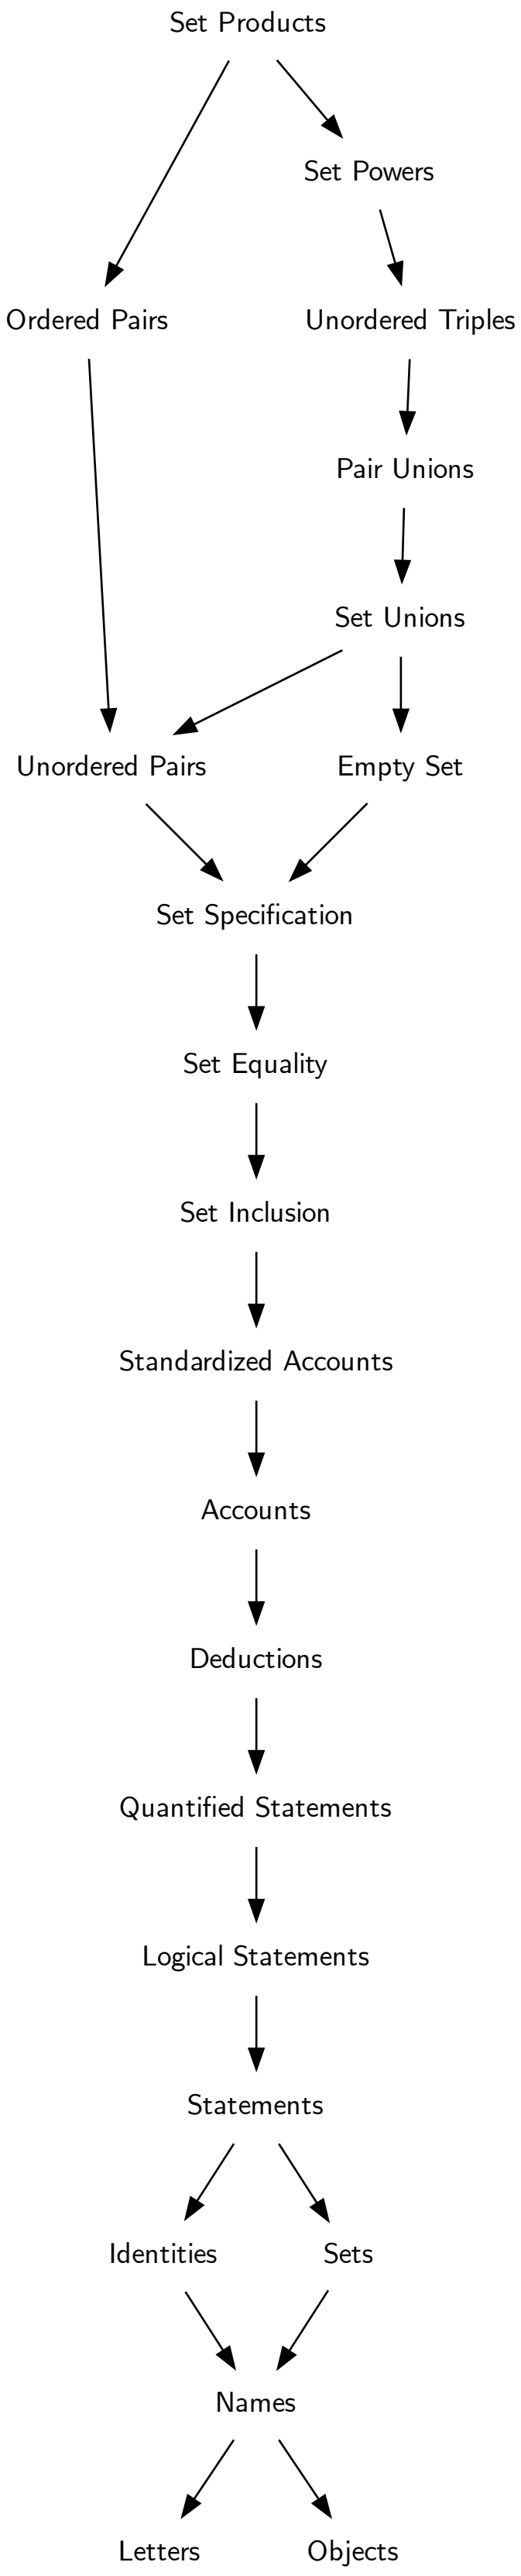 Set Products
Set Powers
Ordered Pairs
Unordered Triples
Pair Unions
Set Unions
Unordered Pairs
Empty Set
Set Specification
Set Equality
Set Inclusion
Standardized Accounts
Accounts
Deductions
Quantified Statements
Logical Statements
Statements
Identities
Sets
Names
Letters
Objects